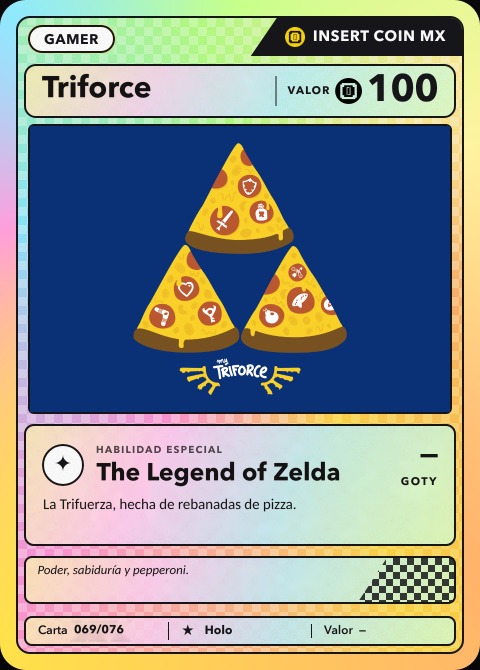 GAMER
INSERT COIN MX
Triforce
VALOR 100
my
TRIFORCE
HABILIDAD ESPECIAL
The Legend of Zelda
–
GOTY
La Trifuerza, hecha de rebanadas de pizza.
Poder, sabiduría y pepperoni.
Carta 069/076 ★ Holo Valor –